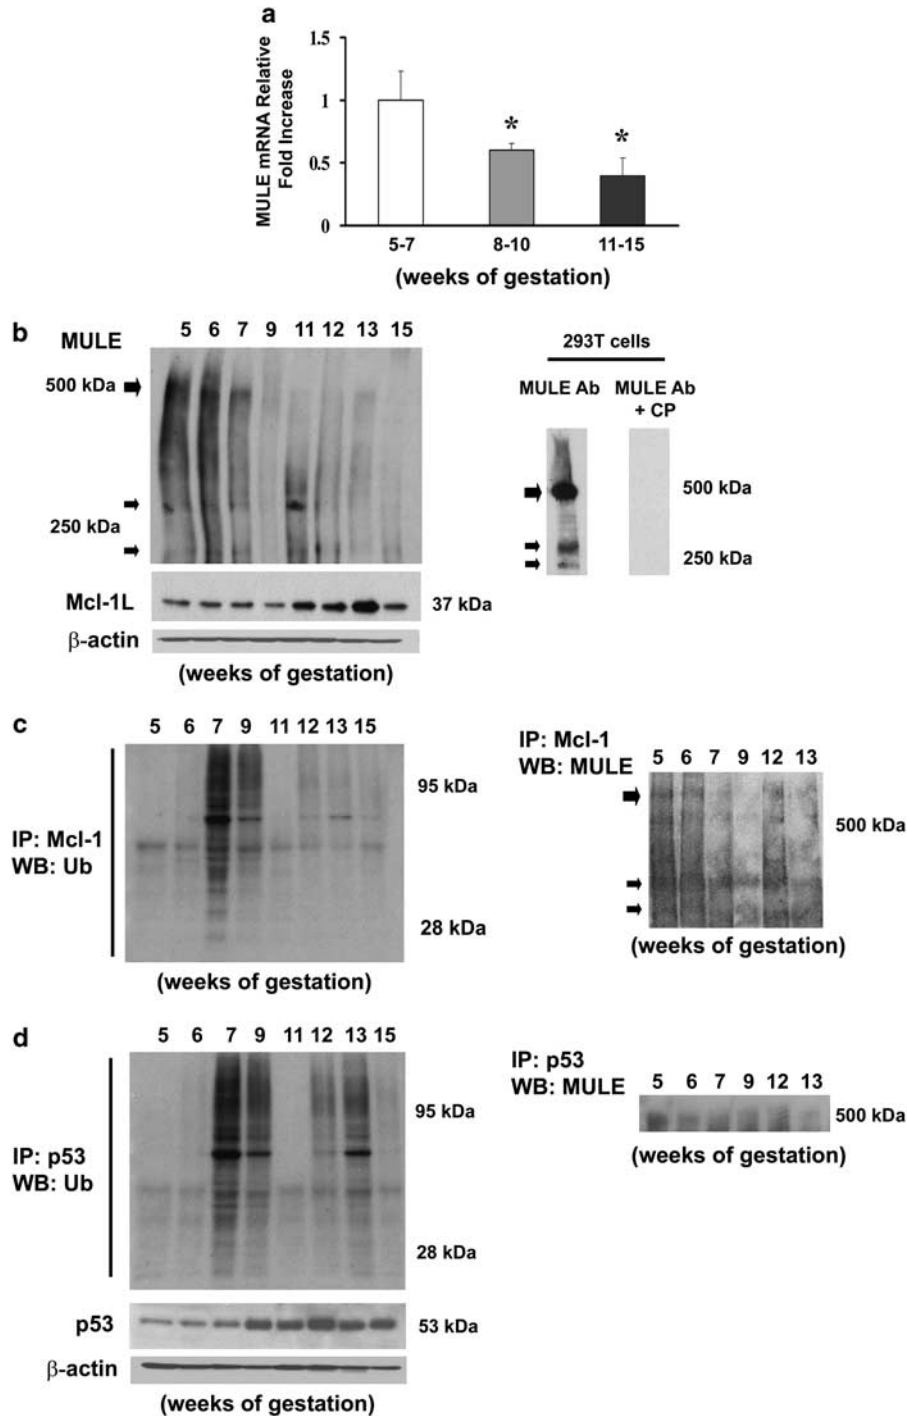 a
MULE mRNA Relative
Fold Increase
1.5
1
0.5
0
*
*
5-7 8-10 11-15
(weeks of gestation)
b
MULE
5 6 7 9 11 12 13 15
500 kDa
250 kDa
Mcl-1L
37 kDa
β-actin
(weeks of gestation)
293T cells
MULE Ab
MULE Ab
+ CP
500 kDa
250 kDa
c
5 6 7 9 11 12 13 15
IP: Mcl-1
WB: Ub
95 kDa
28 kDa
(weeks of gestation)
IP: Mcl-1
WB: MULE
5 6 7 9 12 13
500 kDa
(weeks of gestation)
d
5 6 7 9 11 12 13 15
IP: p53
WB: Ub
95 kDa
28 kDa
p53
53 kDa
β-actin
(weeks of gestation)
IP: p53
WB: MULE
5 6 7 9 12 13
500 kDa
(weeks of gestation)